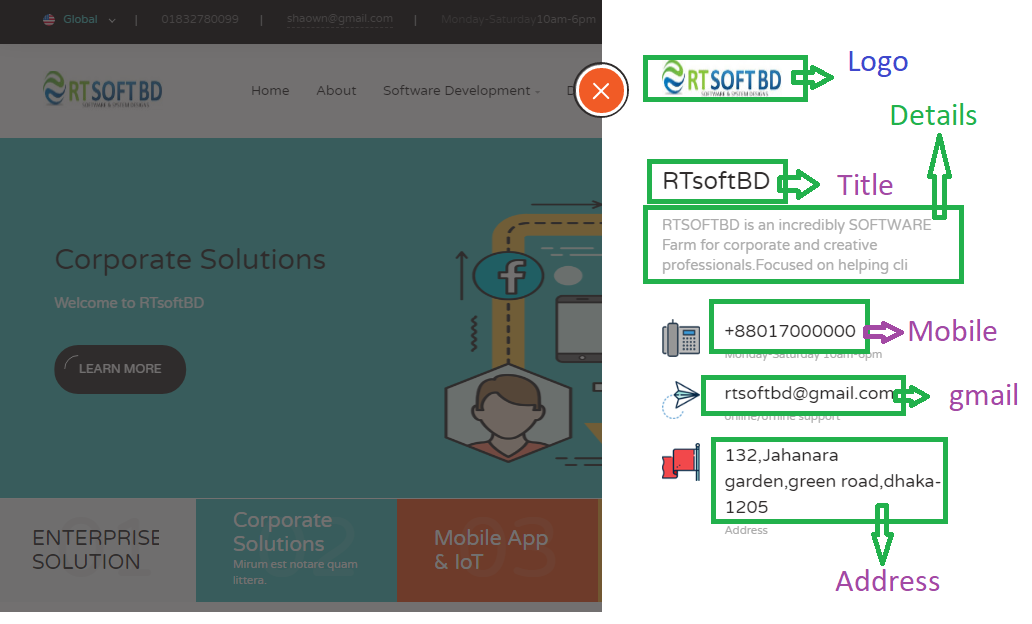 Global | 01832780099 | shaown@gmail.com | Monday-Saturday10am-6pm
RTSOFT BD
SOFTWARE & SYSTEM DESIGNS
Home About Software Development D
Corporate Solutions
Welcome to RTsoftBD
LEARN MORE
01
ENTERPRISE
SOLUTION
02
Corporate
Solutions
Mirum est notare quam
littera.
03
Mobile App
& IoT
RTSOFT BD
SOFTWARE & SYSTEM DESIGNS
Logo
Details
RTsoftBD
Title
RTSOFTBD is an incredibly SOFTWARE
Farm for corporate and creative
professionals.Focused on helping cli
+88017000000
Mobile
Monday-Saturday 10am-6pm
rtsoftbd@gmail.com
gmail
online/offline support
132,Jahanara
garden,green road,dhaka-
1205
Address
Address